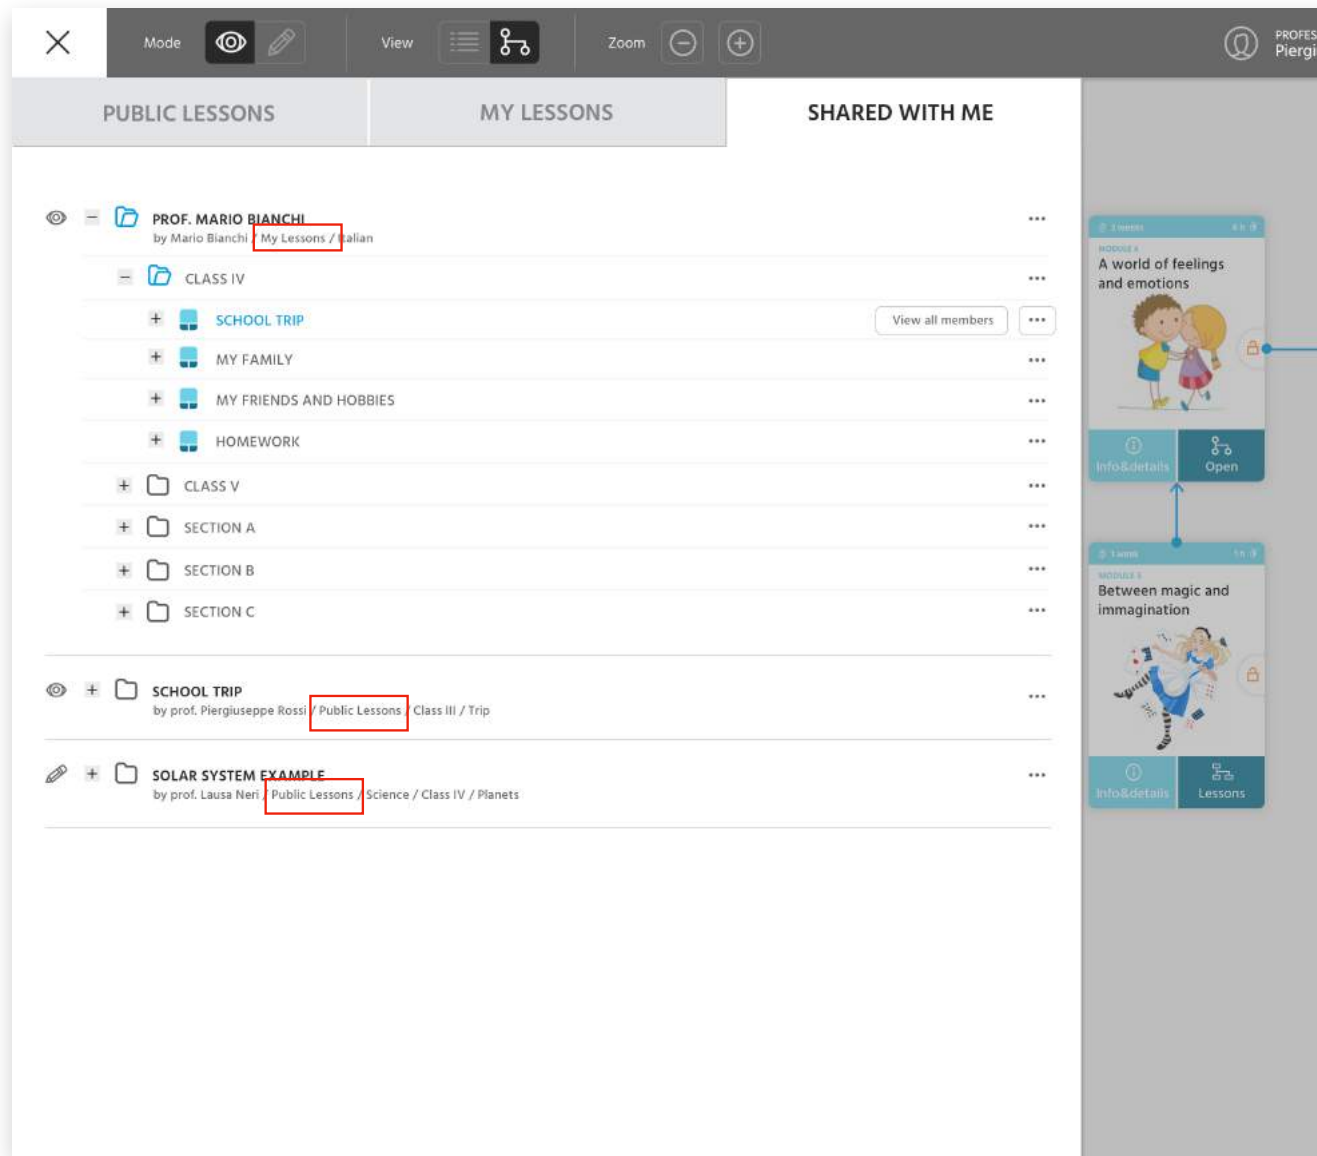 Mode
View
Zoom
PROFES
Piergi
PUBLIC LESSONS
MY LESSONS
SHARED WITH ME
PROF. MARIO BIANCHI
by Mario Bianchi / My Lessons / Italian
CLASS IV
SCHOOL TRIP
View all members
MY FAMILY
MY FRIENDS AND HOBBIES
HOMEWORK
CLASS V
SECTION A
SECTION B
SECTION C
SCHOOL TRIP
by prof. Piergiuseppe Rossi / Public Lessons / Class III / Trip
SOLAR SYSTEM EXAMPLE
by prof. Lausa Neri / Public Lessons / Science / Class IV / Planets
MODULE
A world of feelings
and emotions
Info&details
Open
1 week
MODULE
Between magic and
immagination
Info&details
Lessons